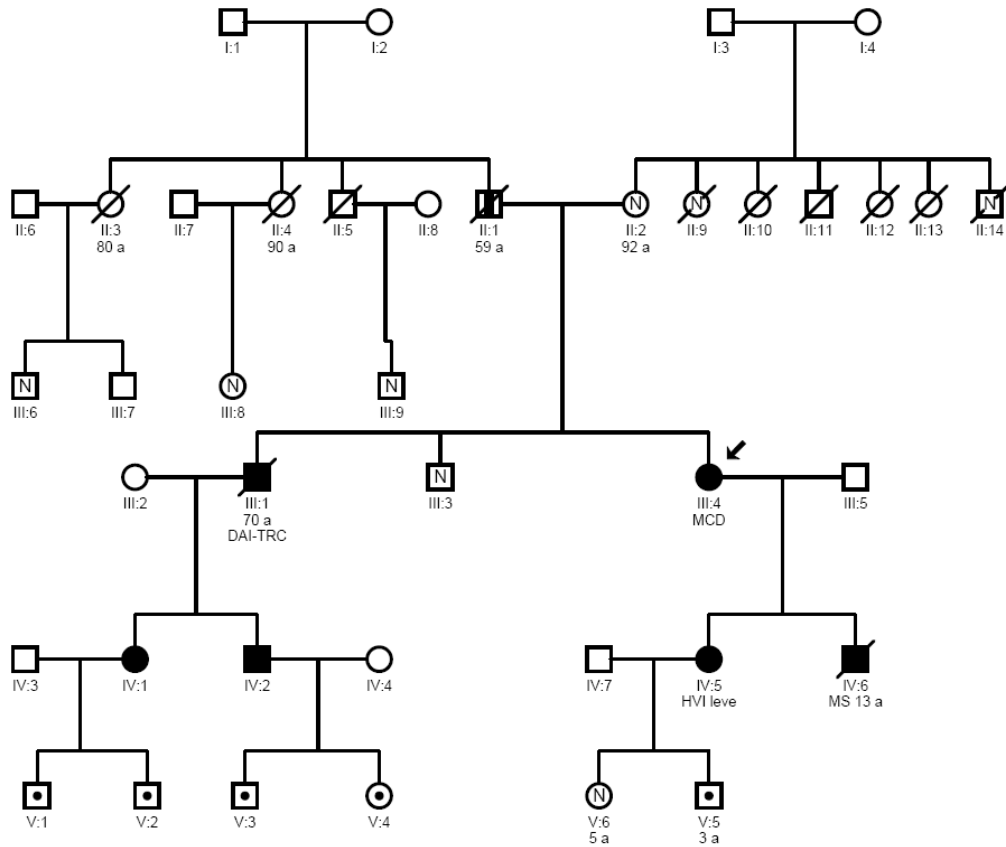 I:1 I:2 I:3 I:4
N N N
II:6 II:3 II:7 II:4 II:5 II:8 II:1 II:2 II:9 II:10 II:11 II:12 II:13 II:14
80 a 90 a 59 a 92 a
N N N
III:6 III:7 III:8 III:9
N
III:2 III:1 III:3 III:4 III:5
70 a MCD
DAI-TRC
IV:3 IV:1 IV:2 IV:4 IV:7 IV:5 IV:6
HVI leve MS 13 a
N
V:1 V:2 V:3 V:4 V:6 V:5
5 a 3 a